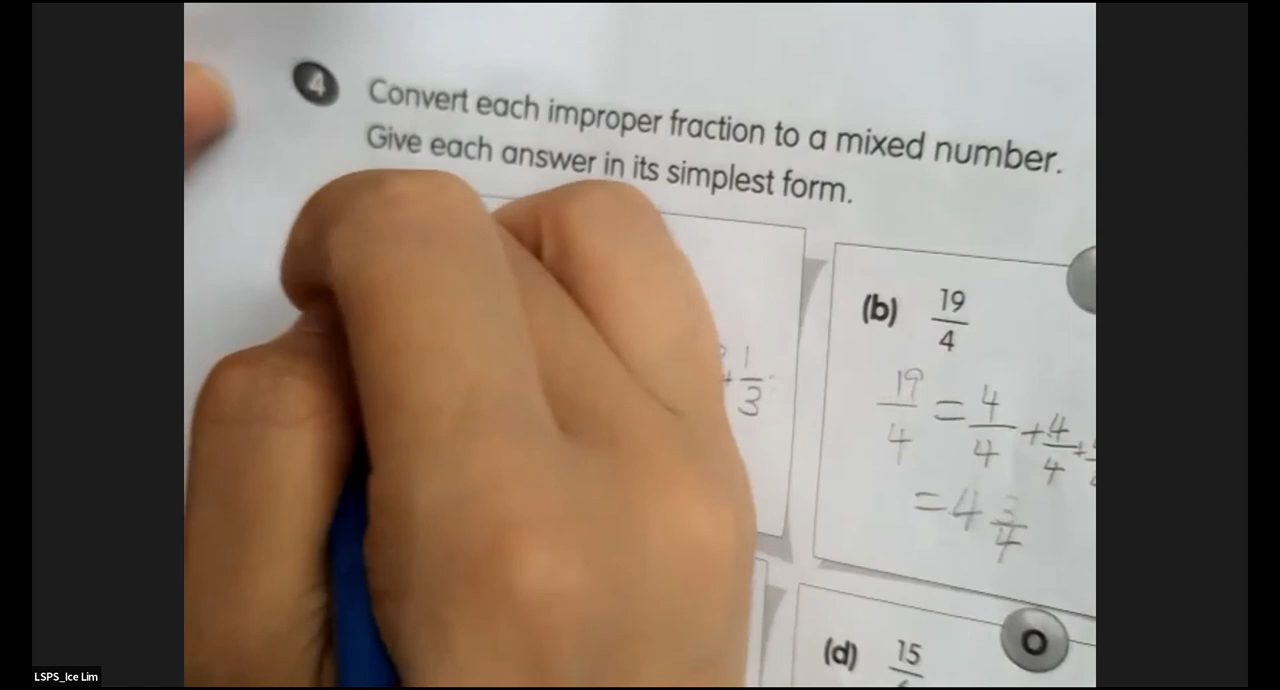 4
Convert each improper fraction to a mixed number.
Give each answer in its simplest form.
(b) 19/4
19/4 = 4/4 + 4/4 +
= 4 3/4
+ 1/3
(d) 15
O
LSPS_Ice Lim